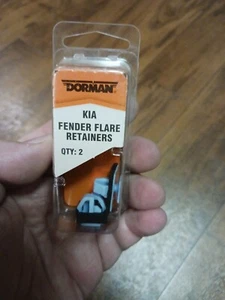 DORMAN
KIA
FENDER FLARE
RETAINERS
QTY: 2